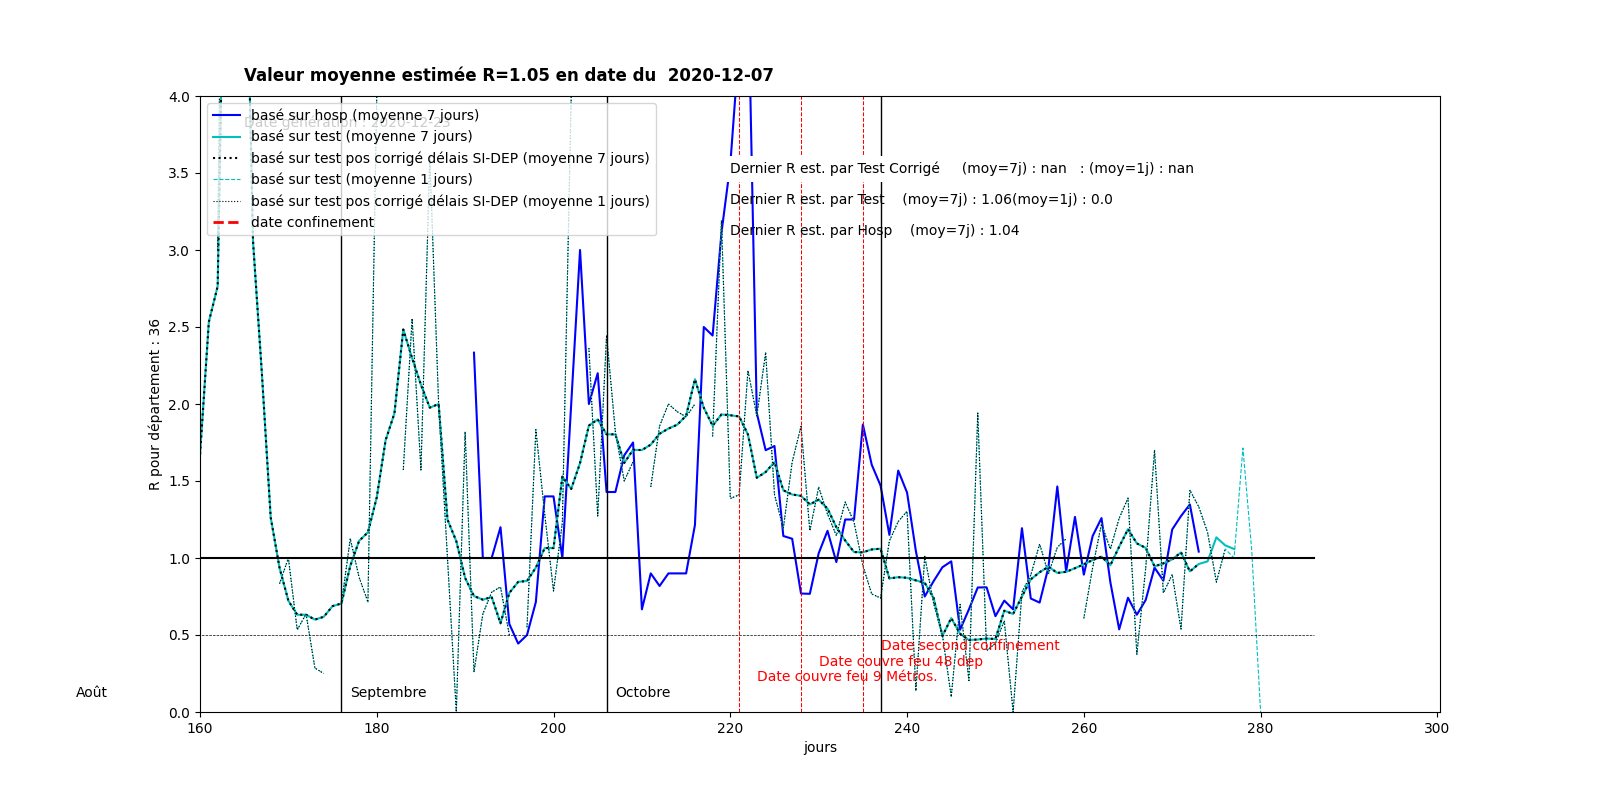 Valeur moyenne estimée R=1.05 en date du  2020-12-07
Date génération : 2020-12-23
basé sur hosp (moyenne 7 jours)
basé sur test (moyenne 7 jours)
basé sur test pos corrigé délais SI-DEP (moyenne 7 jours)
basé sur test (moyenne 1 jours)
basé sur test pos corrigé délais SI-DEP (moyenne 1 jours)
date confinement
Dernier R est. par Test Corrigé     (moy=7j) : nan   : (moy=1j) : nan
Dernier R est. par Test    (moy=7j) : 1.06(moy=1j) : 0.0
Dernier R est. par Hosp    (moy=7j) : 1.04
R pour département : 36
4.0
3.5
3.0
2.5
2.0
1.5
1.0
0.5
0.0
Date second confinement
Date couvre feu 48 dep
Date couvre feu 9 Métros.
Août
Septembre
Octobre
160
180
200
220
240
260
280
300
jours